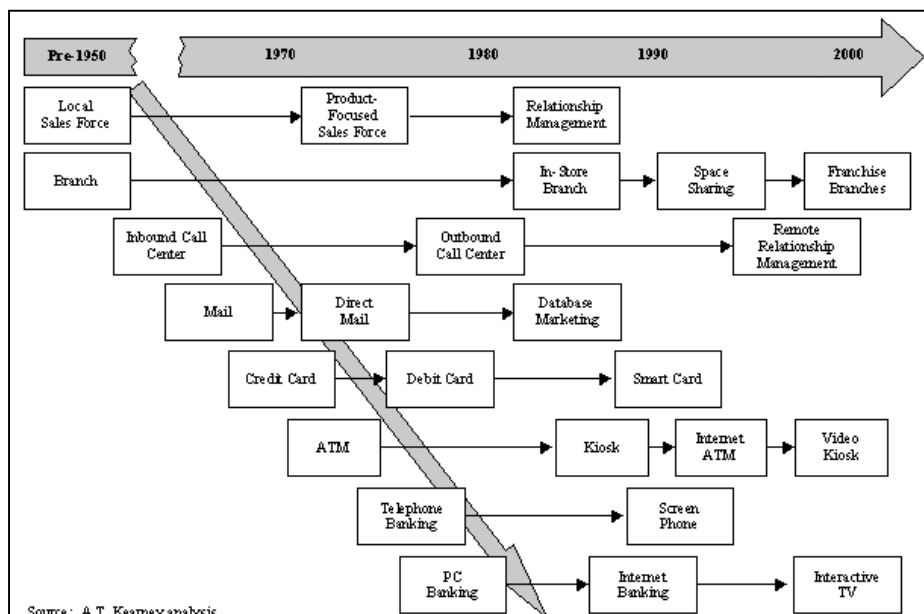 Pre-1950 1970 1980 1990 2000
Local
Sales Force
Product-
Focused
Sales Force
Relationship
Management
Branch
In-Store
Branch
Space
Sharing
Franchise
Branches
Inbound Call
Center
Outbound
Call Center
Remote
Relationship
Management
Mail
Direct
Mail
Database
Marketing
Credit Card
Debit Card
Smart Card
ATM
Kiosk
Internet
ATM
Video
Kiosk
Telephone
Banking
Screen
Phone
PC
Banking
Internet
Banking
Interactive
TV
Source: A.T. Kearney analysis